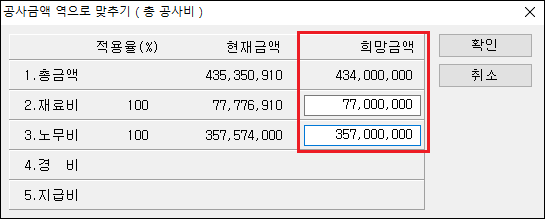 공사금액 역으로 맞추기 ( 총 공사비 )
적용율(%) 현재금액 희망금액 확인
1.총금액 435,350,910 434,000,000 취소
2.재료비 100 77,776,910 77,000,000
3.노무비 100 357,574,000 357,000,000
4.경 비
5.지급비